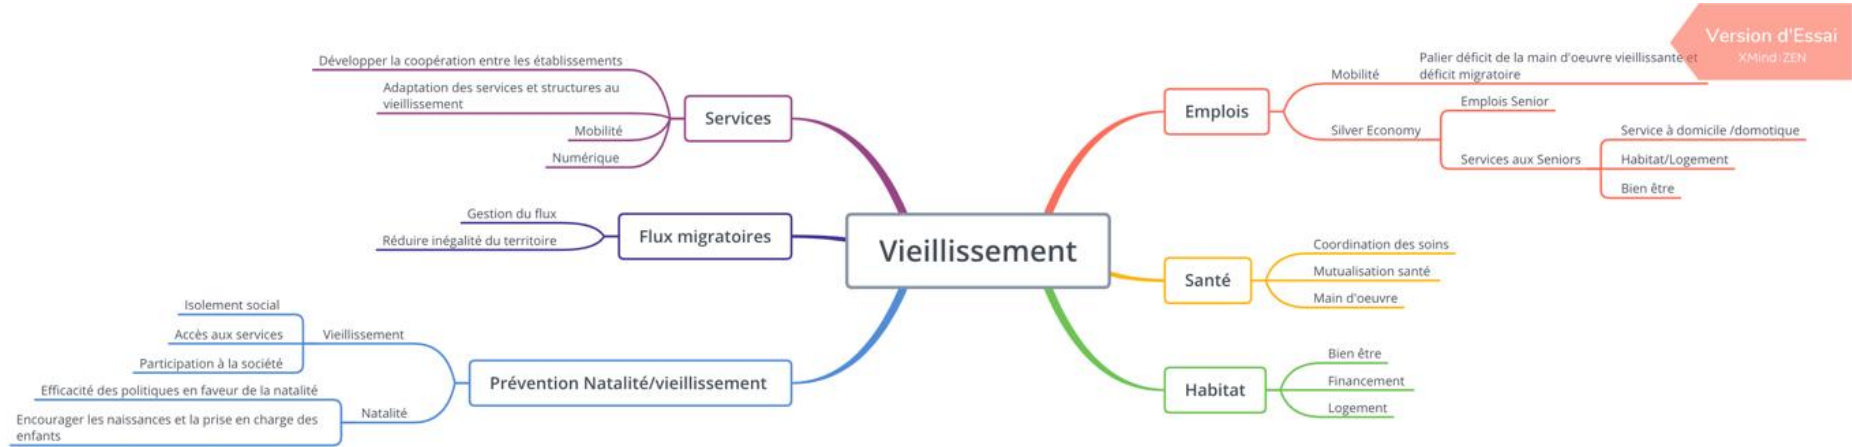 Vieillissement
Services
Développer la coopération entre les établissements
Adaptation des services et structures au
vieillissement
Mobilité
Numérique
Flux migratoires
Gestion du flux
Réduire inégalité du territoire
Prévention Natalité/vieillissement
Vieillissement
Isolement social
Accès aux services
Participation à la société
Natalité
Efficacité des politiques en faveur de la natalité
Encourager les naissances et la prise en charge des
enfants
Emplois
Mobilité
Palier déficit de la main d'oeuvre vieillissante et
déficit migratoire
Silver Economy
Emplois Senior
Services aux Seniors
Service à domicile /domotique
Habitat/Logement
Bien être
Santé
Coordination des soins
Mutualisation santé
Main d'oeuvre
Habitat
Bien être
Financement
Logement
Version d'Essai
XMind:ZEN